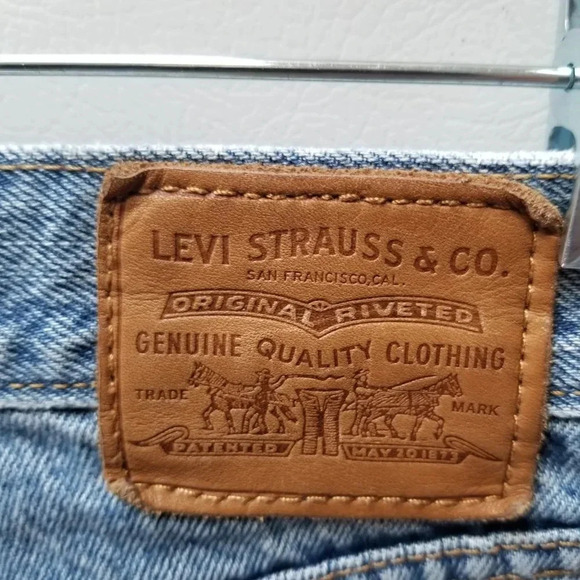 LEVI STRAUSS & CO.
SAN FRANCISCO, CAL.
ORIGINAL RIVETED
GENUINE QUALITY CLOTHING
TRADE MARK
PATENTED MAY 20 1873